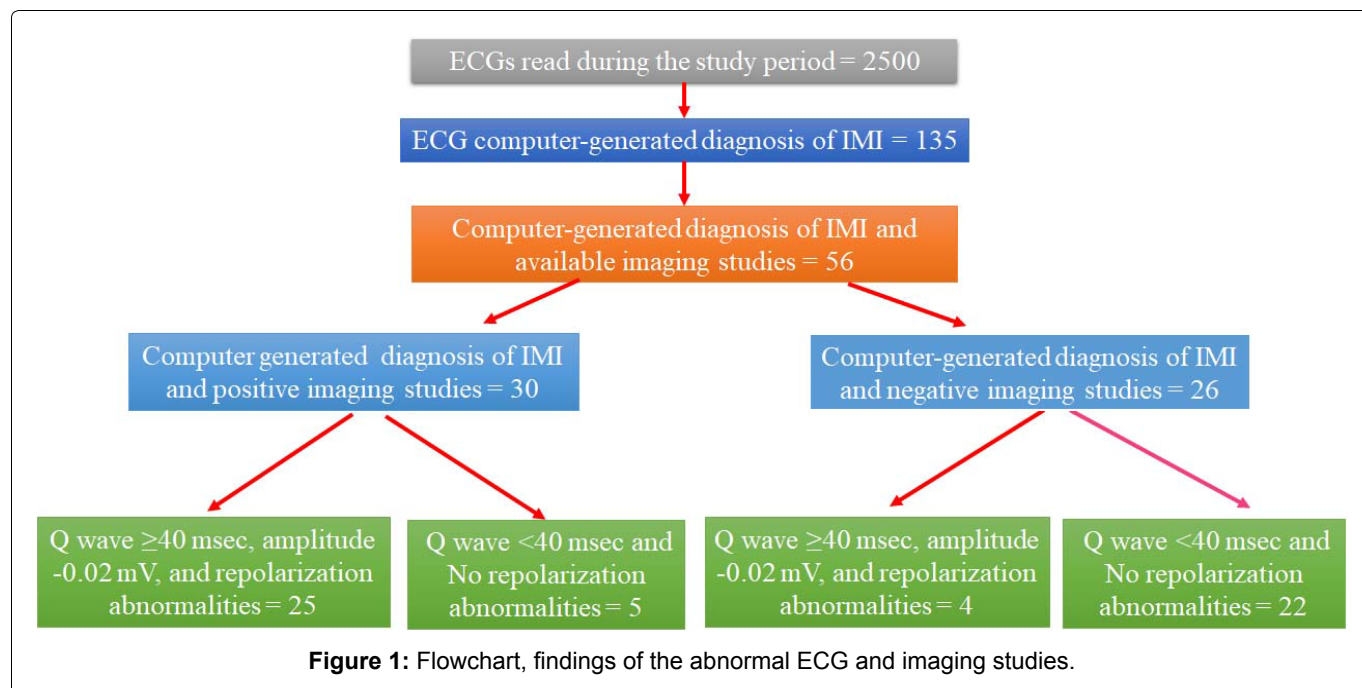 ECGs read during the study period = 2500
ECG computer-generated diagnosis of IMI = 135
Computer-generated diagnosis of IMI and
available imaging studies = 56
Computer generated diagnosis of IMI
and positive imaging studies = 30
Computer-generated diagnosis of IMI
and negative imaging studies = 26
Q wave ≥40 msec, amplitude
-0.02 mV, and repolarization
abnormalities = 25
Q wave <40 msec and
No repolarization
abnormalities = 5
Q wave ≥40 msec, amplitude
-0.02 mV, and repolarization
abnormalities = 4
Q wave <40 msec and
No repolarization
abnormalities = 22
Figure 1: Flowchart, findings of the abnormal ECG and imaging studies.